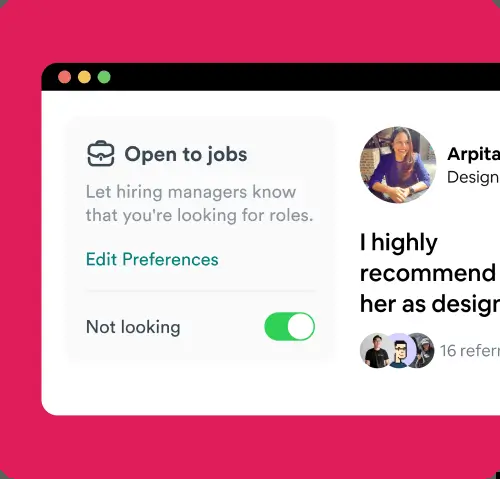 Open to jobs
Let hiring managers know
that you're looking for roles.
Edit Preferences
Not looking
Arpita
Design
I highly
recommend
her as design
16 referr